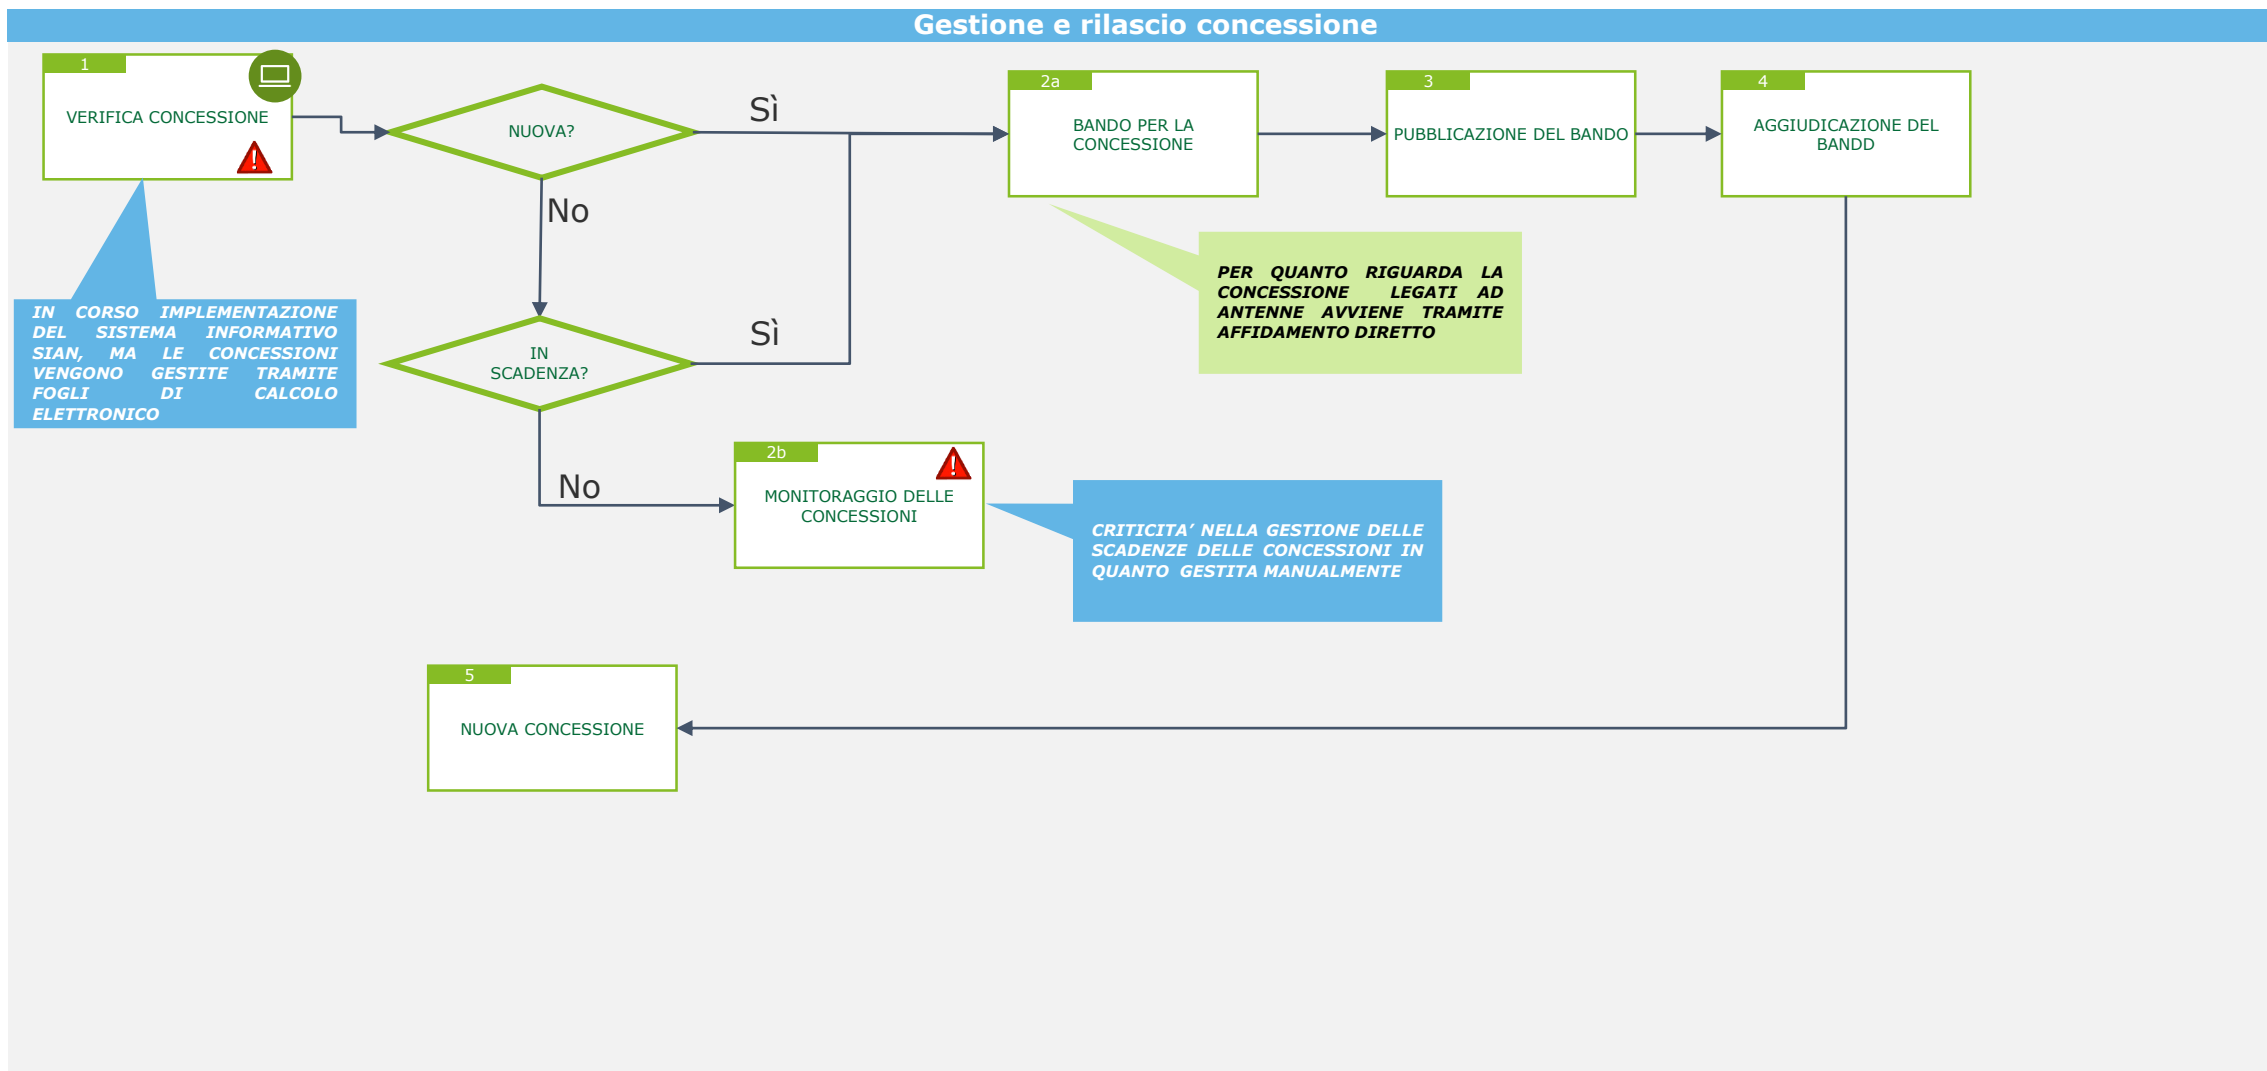 Gestione e rilascio concessione
1
VERIFICA CONCESSIONE
NUOVA?
Sì
No
2a
BANDO PER LA
CONCESSIONE
3
PUBBLICAZIONE DEL BANDO
4
AGGIUDICAZIONE DEL
BANDD
PER QUANTO RIGUARDA LA
CONCESSIONE LEGATI AD
ANTENNE AVVIENE TRAMITE
AFFIDAMENTO DIRETTO
IN CORSO IMPLEMENTAZIONE
DEL SISTEMA INFORMATIVO
SIAN, MA LE CONCESSIONI
VENGONO GESTITE TRAMITE
FOGLI DI CALCOLO
ELETTRONICO
IN
SCADENZA?
Sì
No
2b
MONITORAGGIO DELLE
CONCESSIONI
CRITICITA’ NELLA GESTIONE DELLE
SCADENZE DELLE CONCESSIONI IN
QUANTO GESTITA MANUALMENTE
5
NUOVA CONCESSIONE